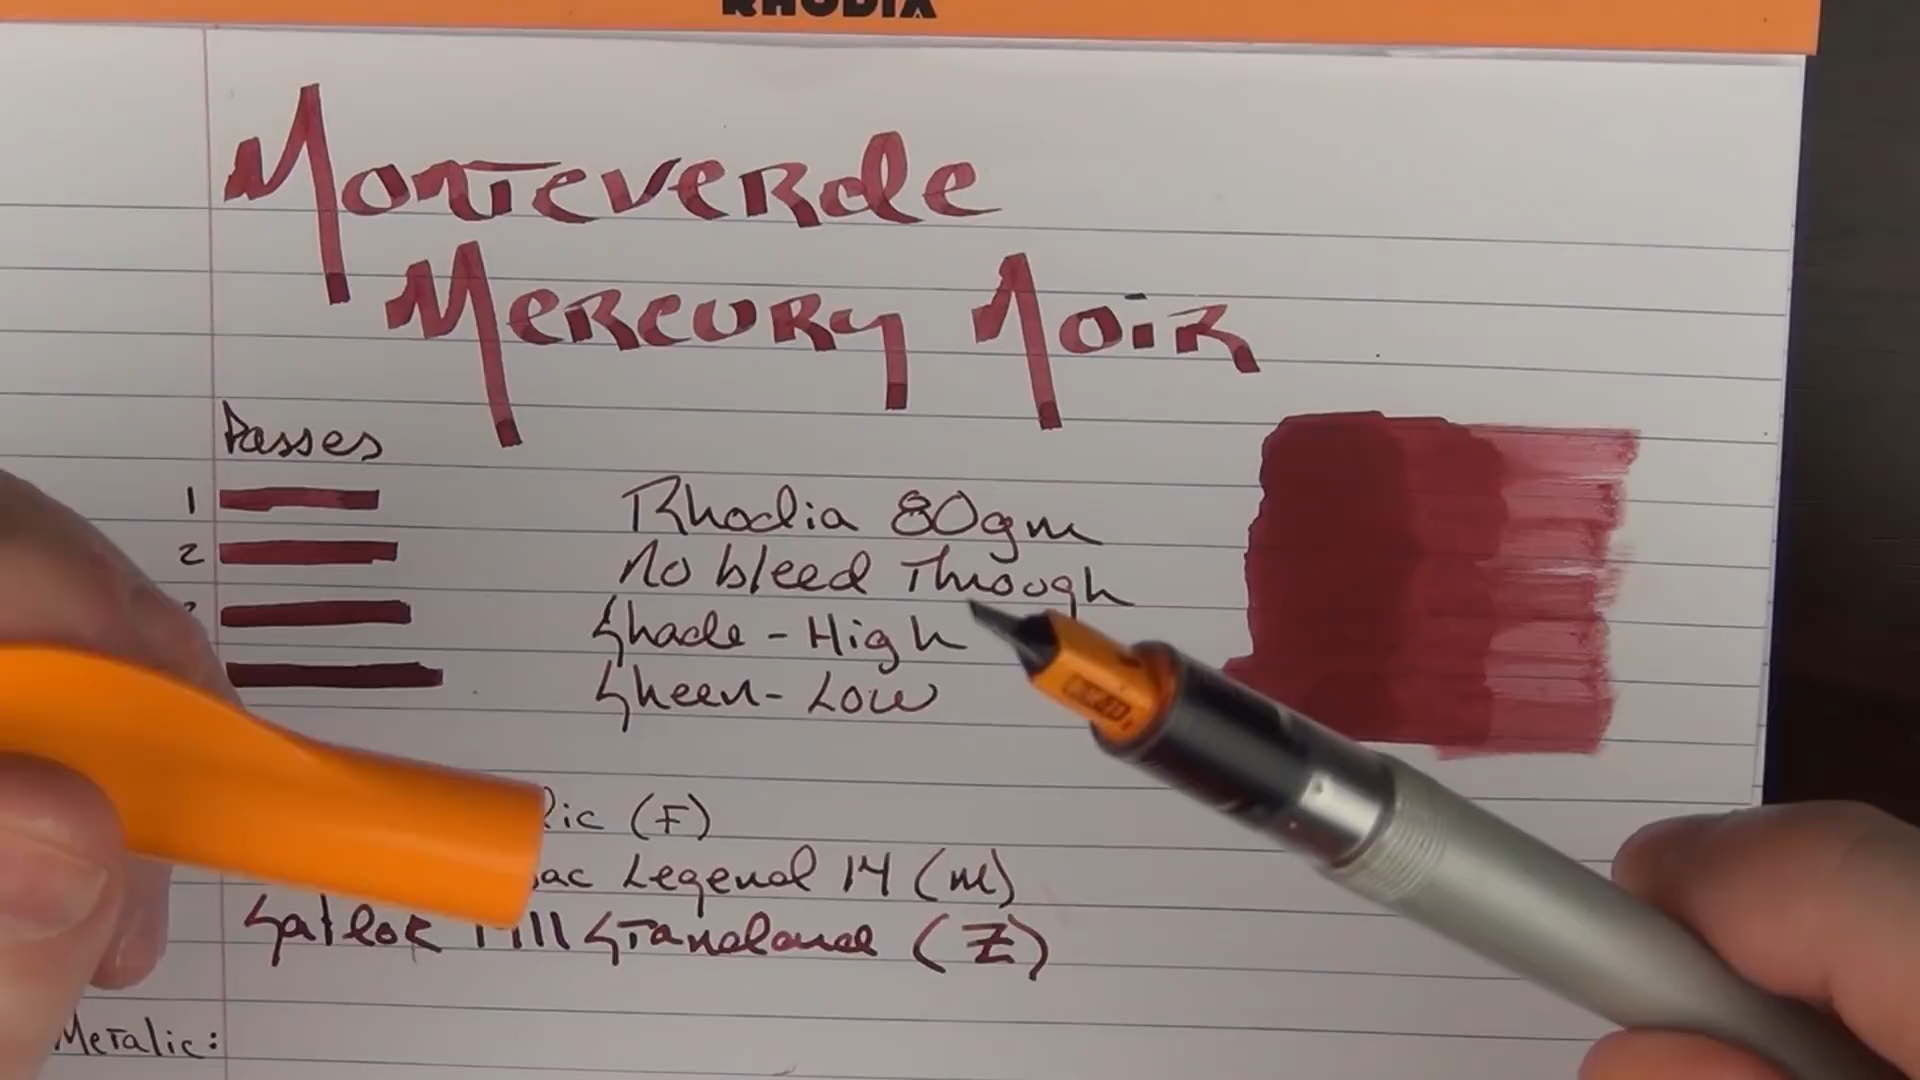 RHODIA
Monteverde
Mercury Noir
Passes
1
2
Rhodia 80gm
No bleed Through
Shade - High
Sheen - Low
(F)
Legend 14 (M)
(Z)
Metalic: